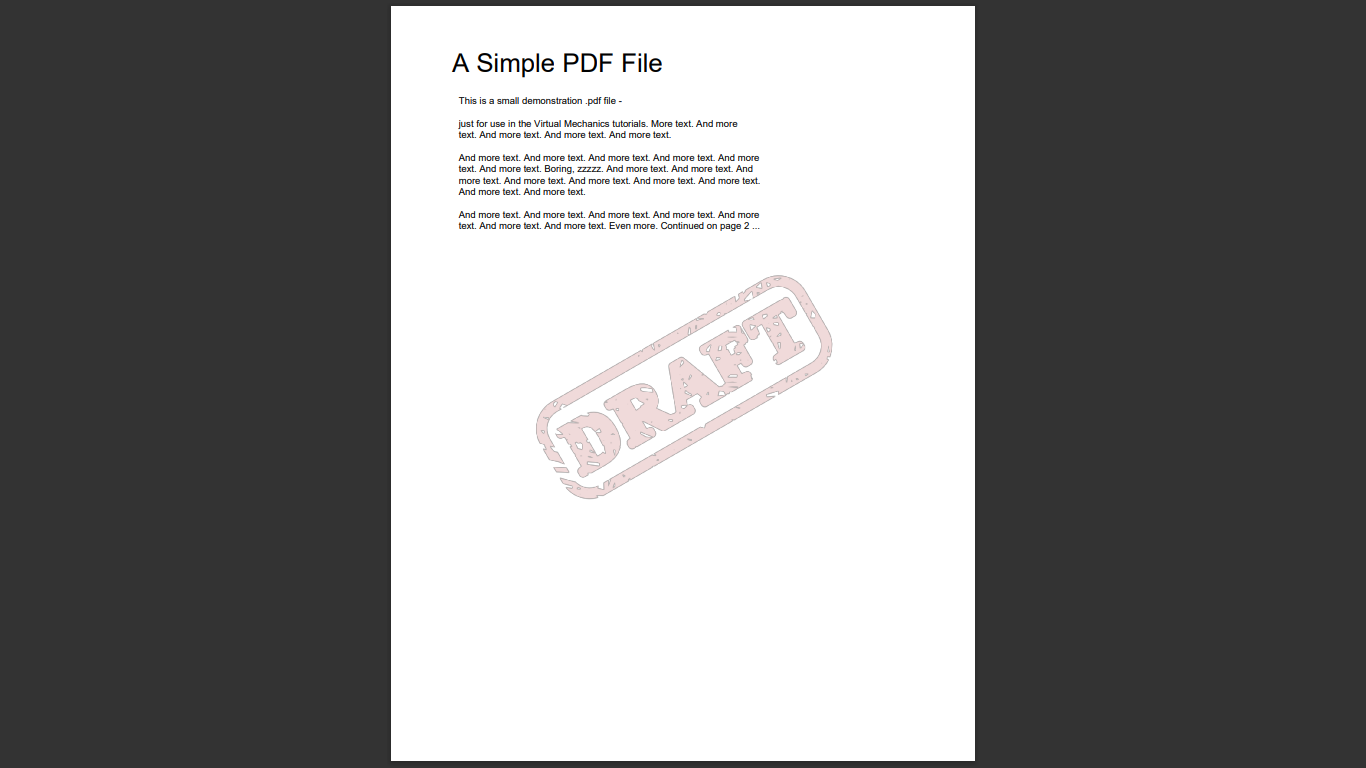 A Simple PDF File
This is a small demonstration .pdf file -
just for use in the Virtual Mechanics tutorials. More text. And more
text. And more text. And more text. And more text.
And more text. And more text. And more text. And more text. And more
text. And more text. Boring, zzzzz. And more text. And more text. And
more text. And more text. And more text. And more text. And more text.
And more text. And more text.
And more text. And more text. And more text. And more text. And more
text. And more text. And more text. Even more. Continued on page 2 ...
DRAFT